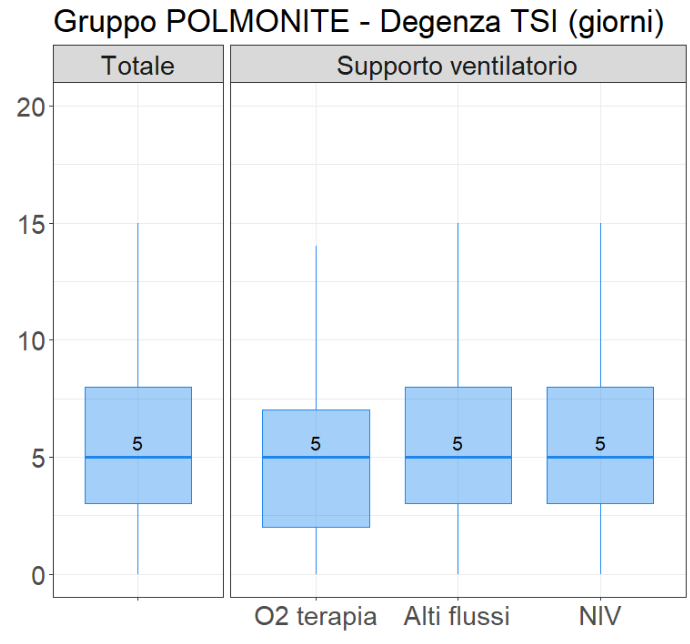 Gruppo POLMONITE - Degenza TSI (giorni)
Totale
Supporto ventilatorio
20
15
10
5
0
5
5
5
5
O2 terapia
Alti flussi
NIV